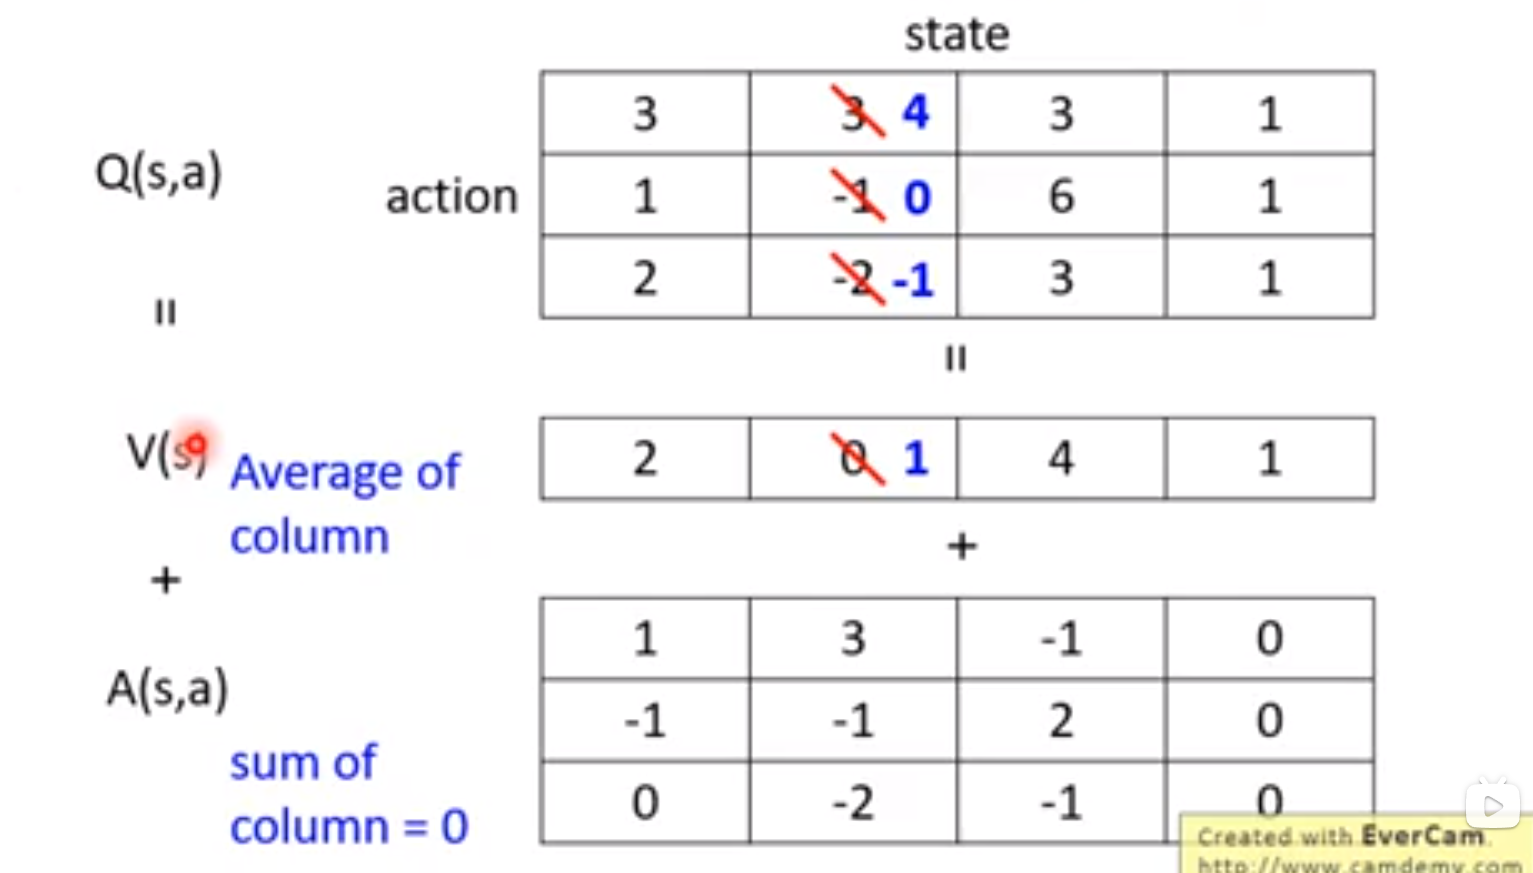 state
Q(s,a)
action
3 3 4 3 1
1 -1 0 6 1
2 -2 -1 3 1
=
=
V(s)
Average of
column
2 0 1 4 1
+
+
A(s,a)
sum of
column = 0
1 3 -1 0
-1 -1 2 0
0 -2 -1 0
Created with EverCam.
http://www.camdemy.com